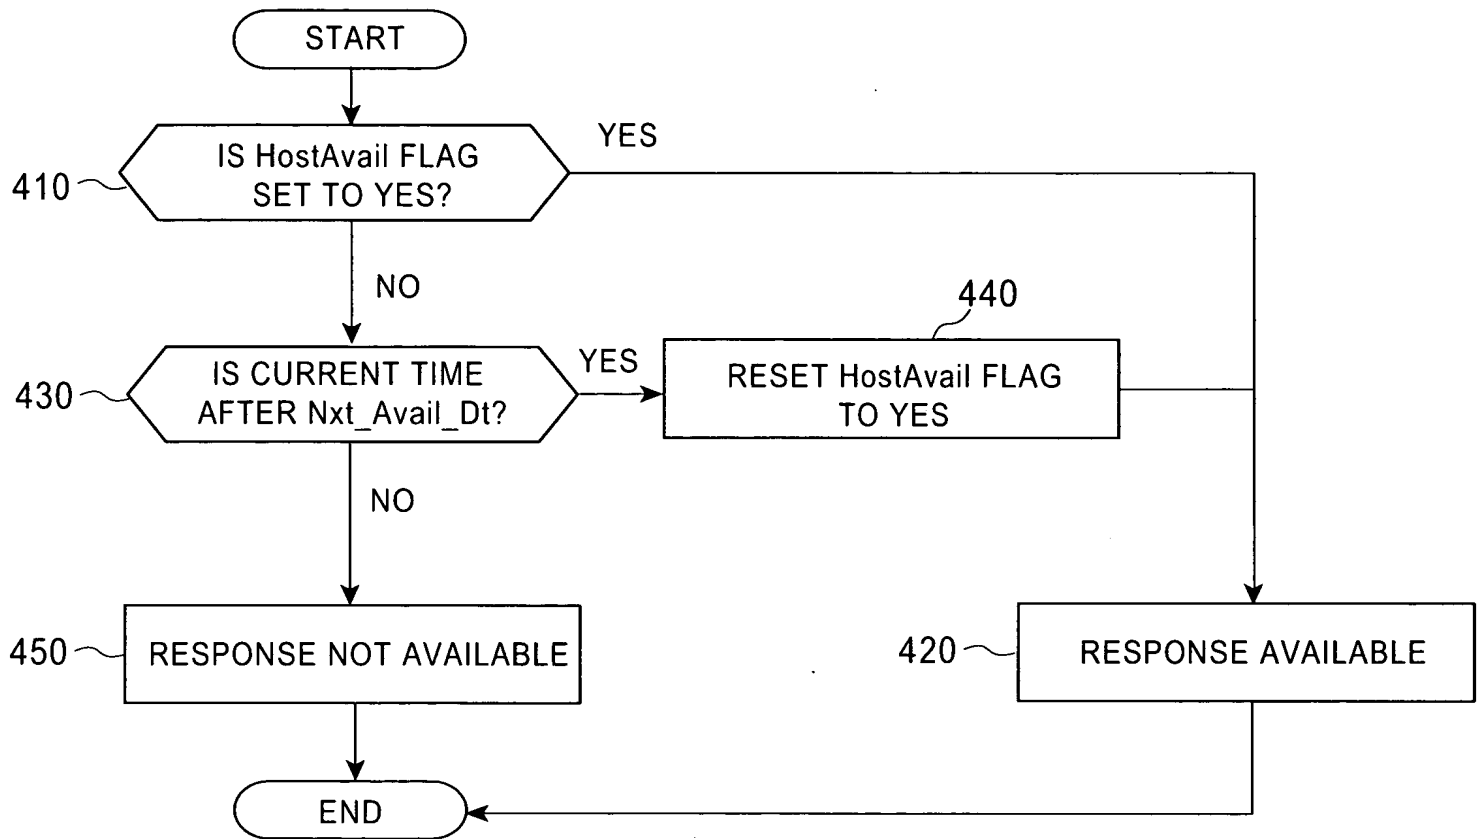 START
IS HostAvail FLAG
SET TO YES?
YES
410
NO
440
IS CURRENT TIME
AFTER Nxt_Avail_Dt?
YES
RESET HostAvail FLAG
TO YES
430
NO
450
RESPONSE NOT AVAILABLE
420
RESPONSE AVAILABLE
END